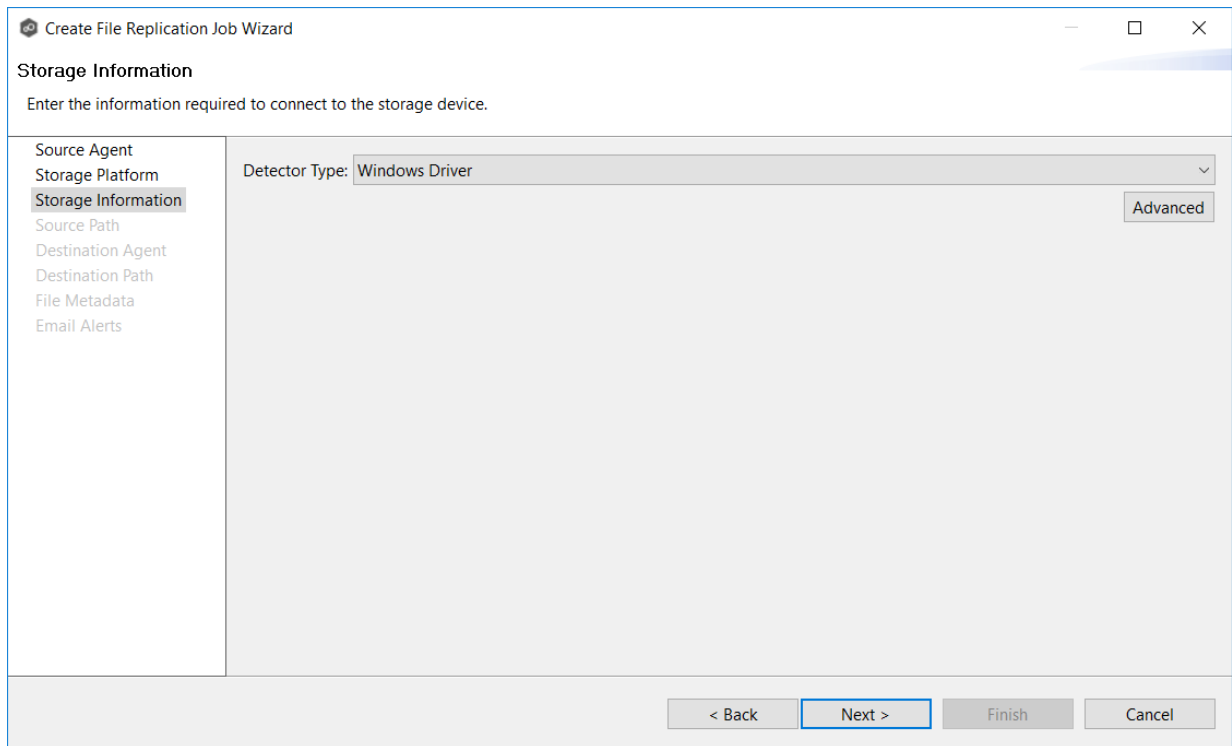 Create File Replication Job Wizard
Storage Information
Enter the information required to connect to the storage device.
Source Agent
Storage Platform
Storage Information
Source Path
Destination Agent
Destination Path
File Metadata
Email Alerts
Detector Type: Windows Driver
Advanced
< Back Next > Finish Cancel